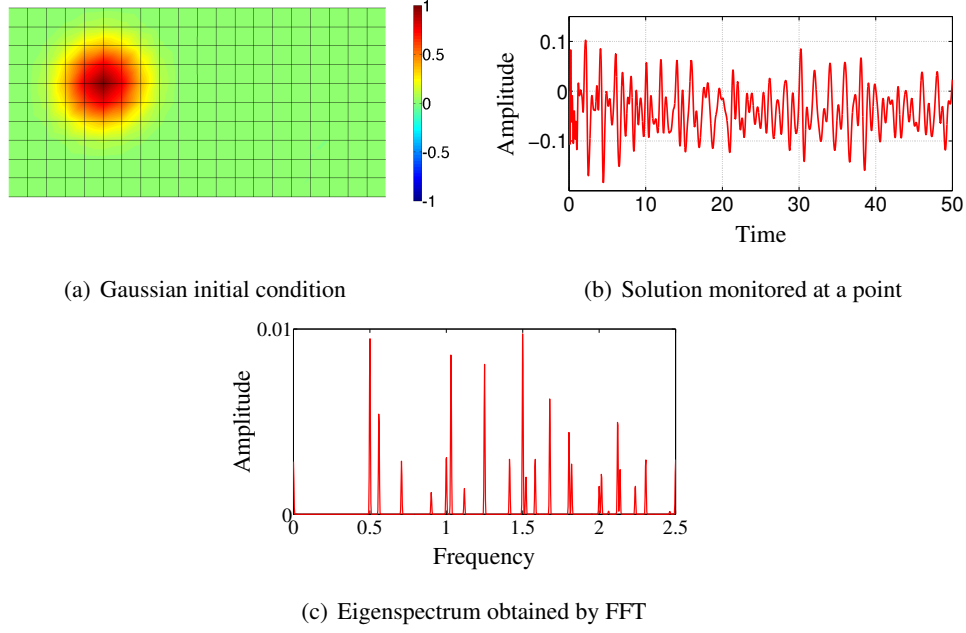 1
0.5
0
-0.5
-1
(a) Gaussian initial condition
0.1
0
−0.1
Amplitude
0 10 20 30 40 50
Time
(b) Solution monitored at a point
0.01
0
Amplitude
0 0.5 1 1.5 2 2.5
Frequency
(c) Eigenspectrum obtained by FFT